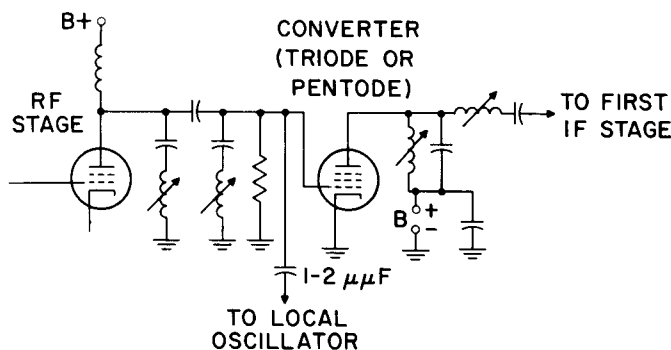 B+
RF
STAGE
CONVERTER
(TRIODE OR
PENTODE)
TO FIRST
IF STAGE
B
+
-
1-2 μμF
TO LOCAL
OSCILLATOR